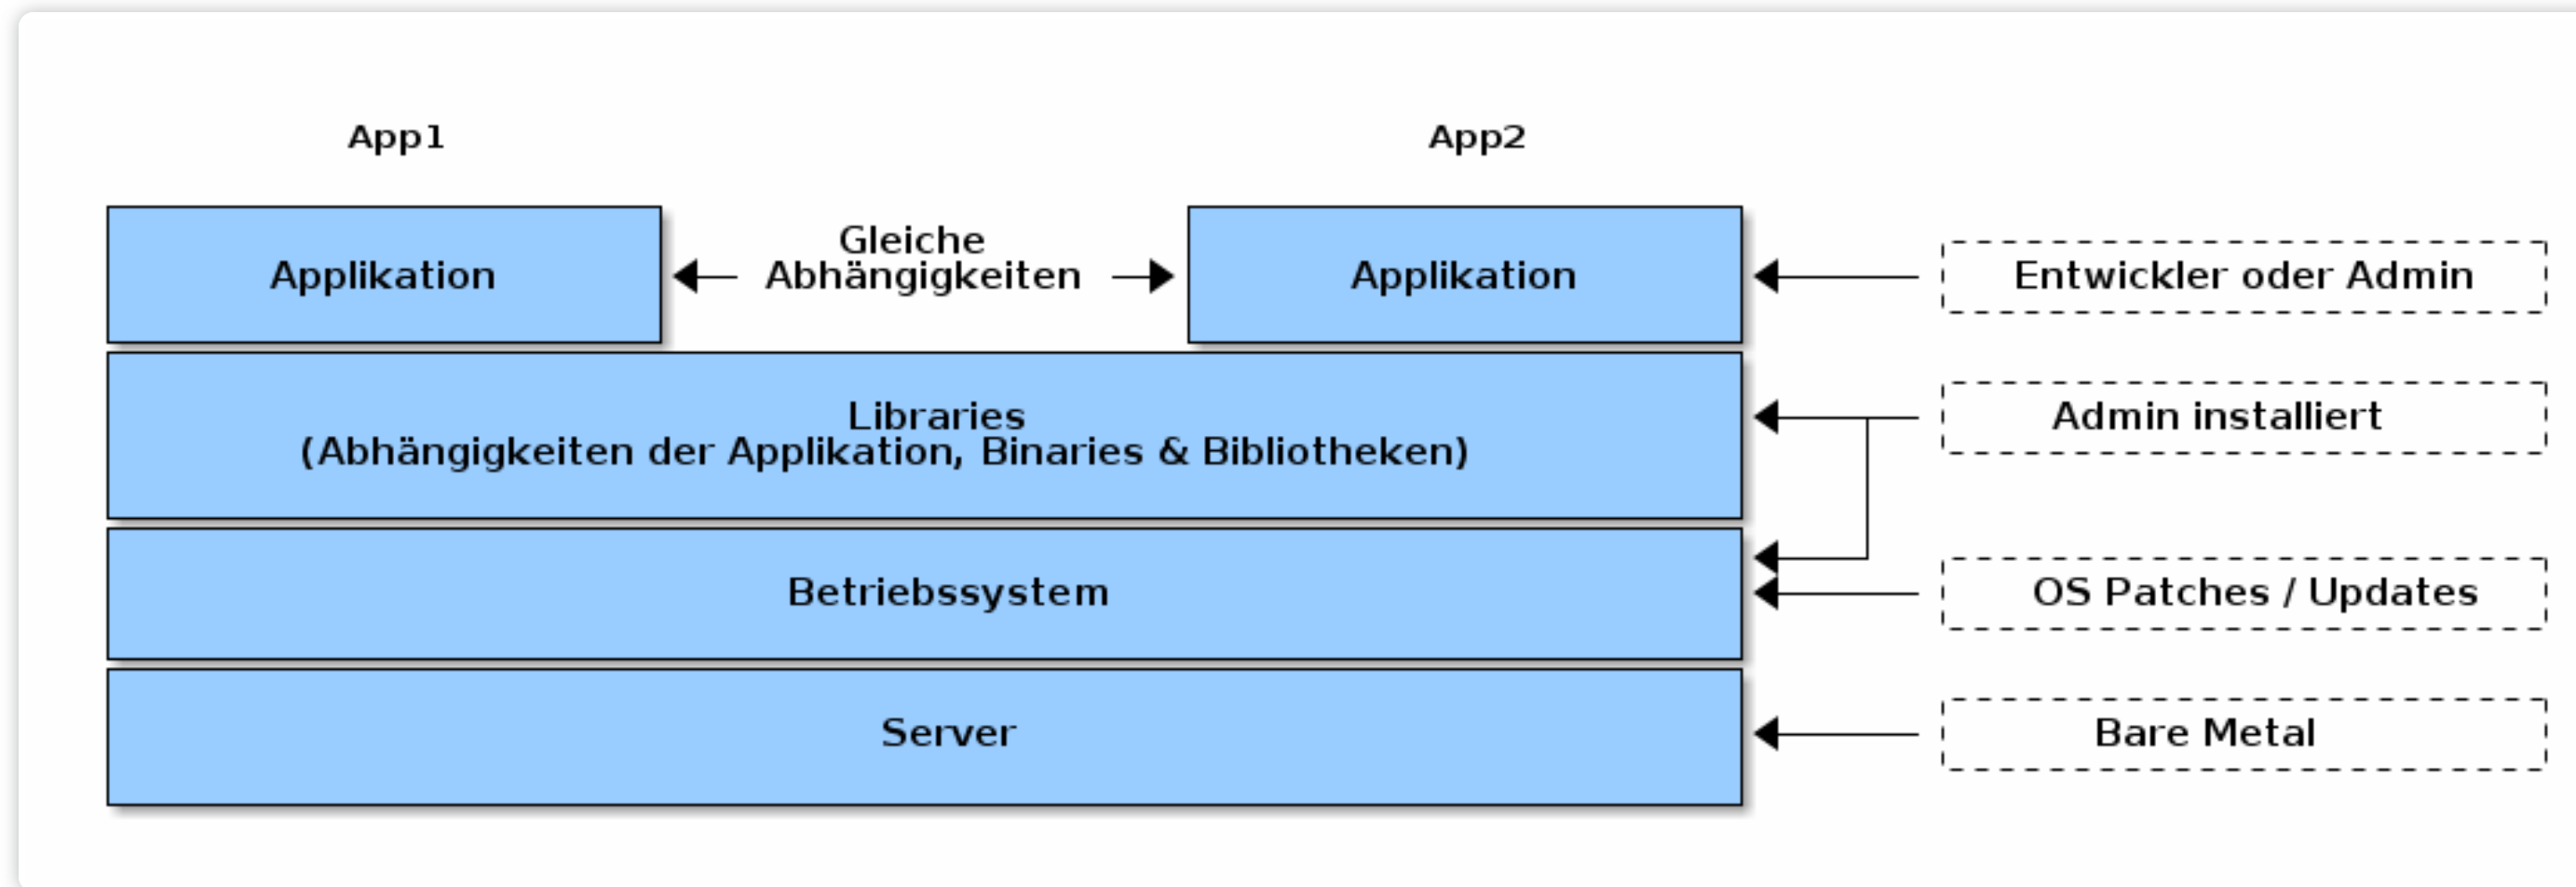 App1
App2
Applikation
Gleiche
Abhängigkeiten
Applikation
Entwickler oder Admin
Libraries
(Abhängigkeiten der Applikation, Binaries & Bibliotheken)
Admin installiert
Betriebssystem
OS Patches / Updates
Server
Bare Metal